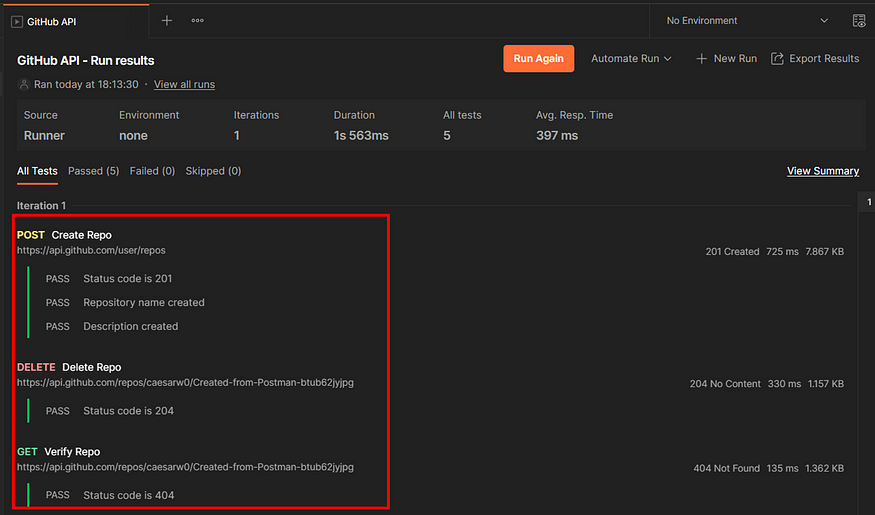 GitHub API
No Environment
GitHub API - Run results
Run Again Automate Run New Run Export Results
Ran today at 18:13:30 · View all runs
Source Environment Iterations Duration All tests Avg. Resp. Time
Runner none 1 1s 563ms 5 397 ms
All Tests Passed (5) Failed (0) Skipped (0) View Summary
Iteration 1
1
POST Create Repo
https://api.github.com/user/repos 201 Created 725 ms 7.867 KB
PASS Status code is 201
PASS Repository name created
PASS Description created
DELETE Delete Repo
https://api.github.com/repos/caesarw0/Created-from-Postman-btub62jyjpg 204 No Content 330 ms 1.157 KB
PASS Status code is 204
GET Verify Repo
https://api.github.com/repos/caesarw0/Created-from-Postman-btub62jyjpg 404 Not Found 135 ms 1.362 KB
PASS Status code is 404